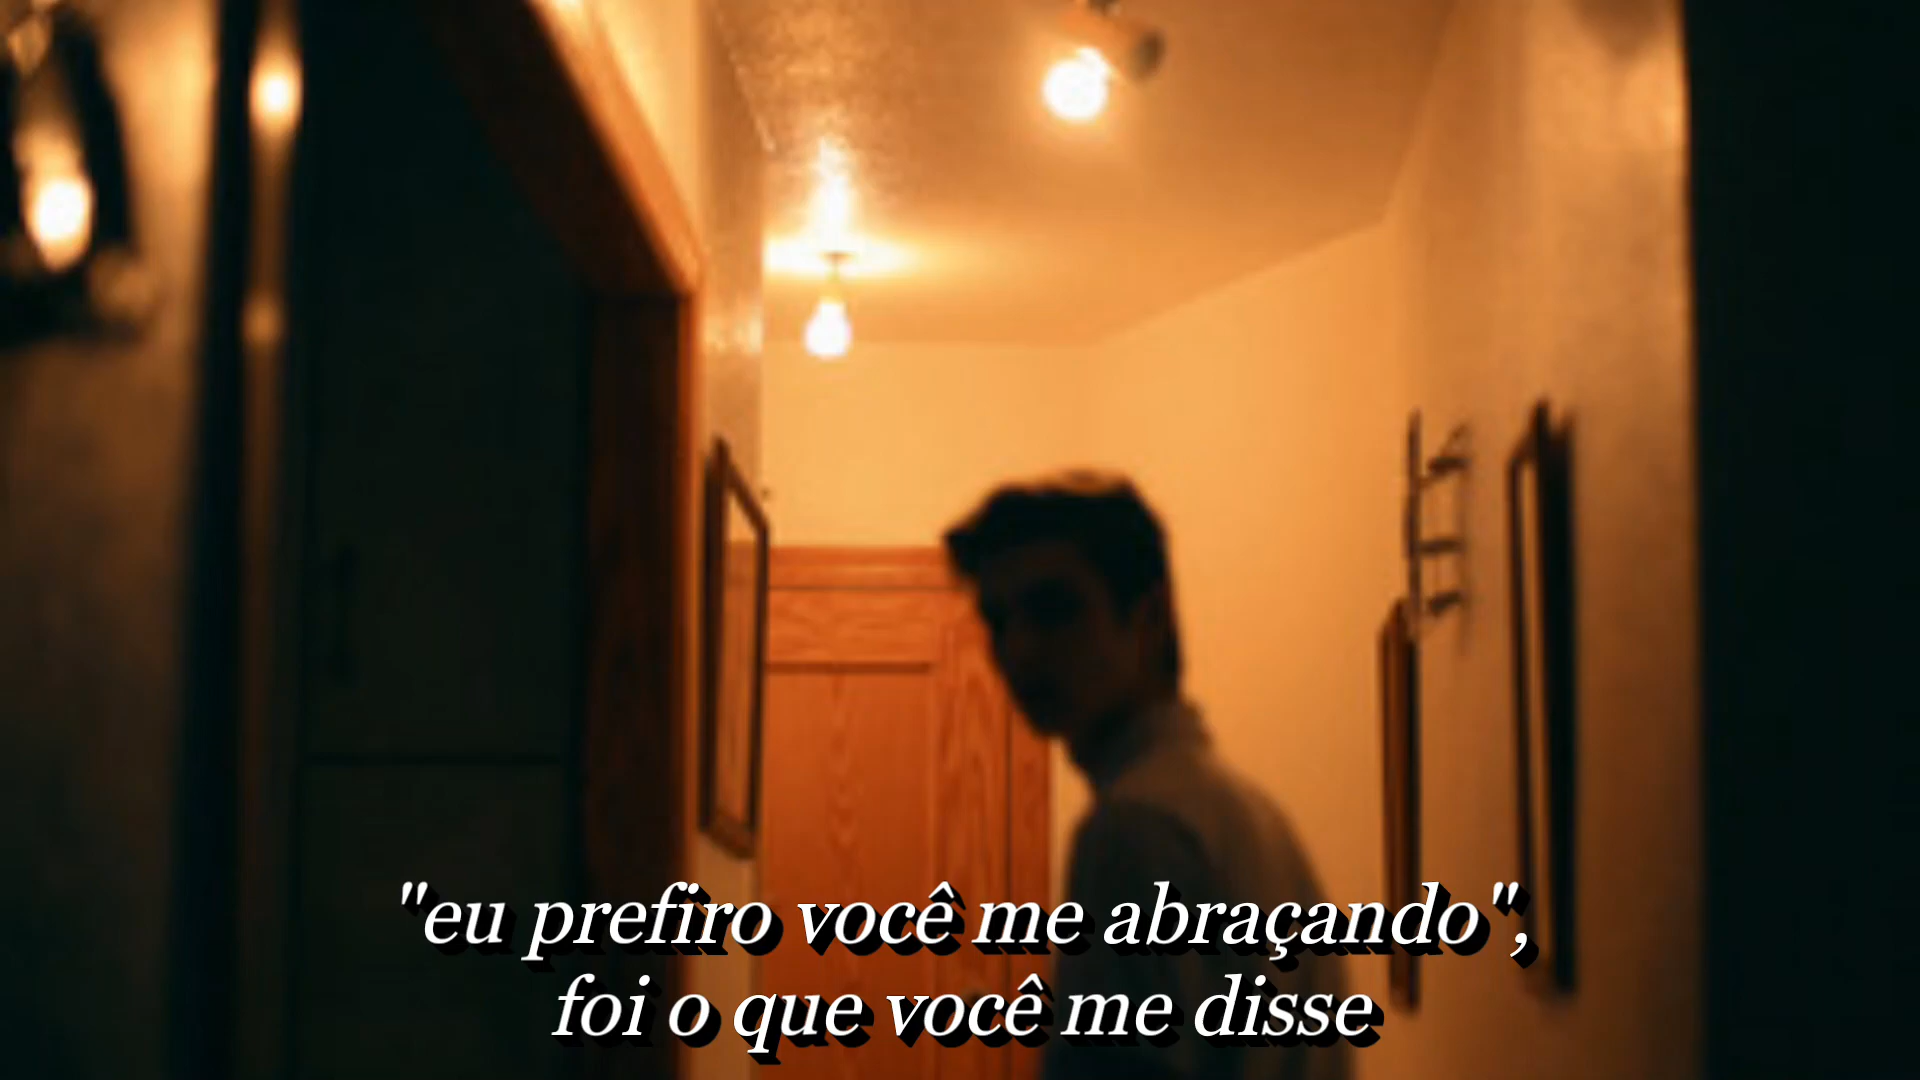 "eu prefiro você me abraçando",
foi o que você me disse